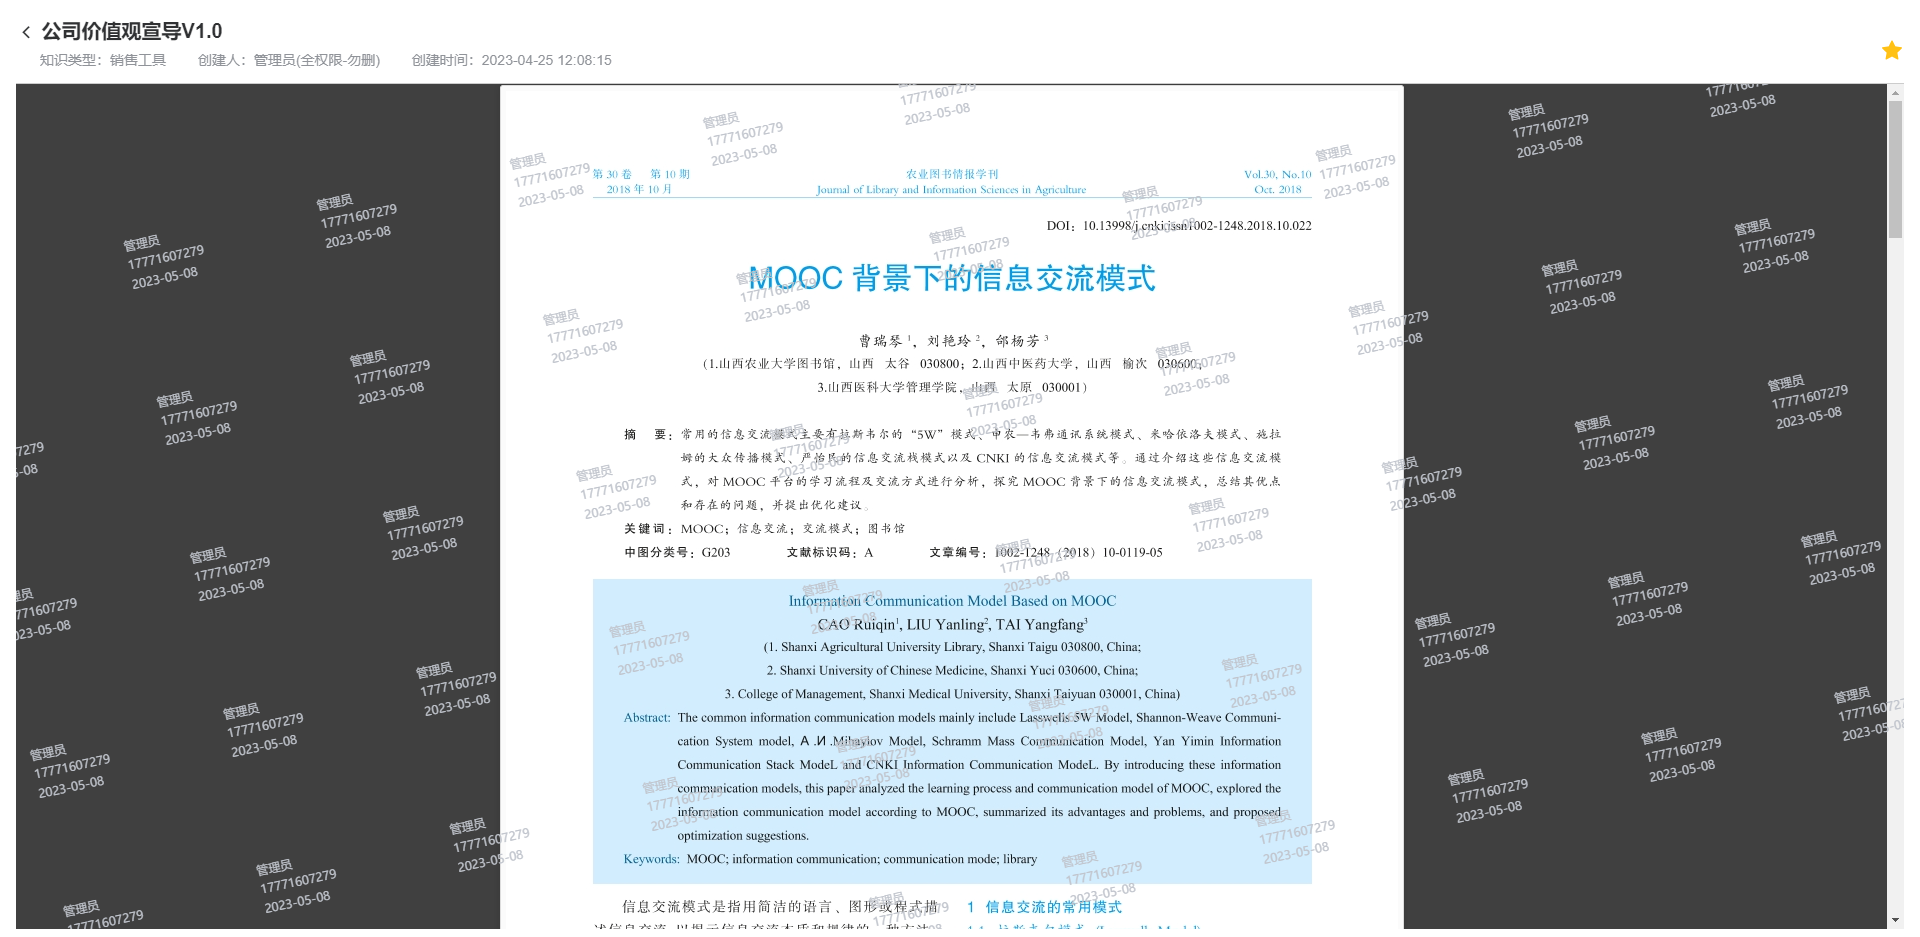 公司价值观宣导V1.0
知识类型：销售工具 创建人：管理员(全权限-勿删) 创建时间：2023-04-25 12:08:15
管理员
17771607279
2023-05-08
第 30 卷 第 10 期 农业图书情报学刊 Vol.30, No.10
2018 年 10 月 Journal of Library and Information Sciences in Agriculture Oct. 2018
DOI：10.13998/j.cnki.issn1002-1248.2018.10.022
MOOC 背景下的信息交流模式
曹瑞琴 1，刘艳玲 2，邰杨芳 3
（1.山西农业大学图书馆，山西 太谷 030800；2.山西中医药大学，山西 榆次 030600；
3.山西医科大学管理学院，山西 太原 030001）
摘 要：常用的信息交流模式主要有拉斯韦尔的“5W”模式、申农—韦弗通讯系统模式、米哈依洛夫模式、施拉
姆的大众传播模式、严怡民的信息交流栈模式以及 CNKI 的信息交流模式等。通过介绍这些信息交流模
式，对 MOOC 平台的学习流程及交流方式进行分析，探究 MOOC 背景下的信息交流模式，总结其优点
和存在的问题，并提出优化建议。
关键词：MOOC；信息交流；交流模式；图书馆
中图分类号：G203 文献标识码：A 文章编号：1002-1248（2018）10-0119-05
Information Communication Model Based on MOOC
CAO Ruiqin1, LIU Yanling2, TAI Yangfang3
(1. Shanxi Agricultural University Library, Shanxi Taigu 030800, China;
2. Shanxi University of Chinese Medicine, Shanxi Yuci 030600, China;
3. College of Management, Shanxi Medical University, Shanxi Taiyuan 030001, China)
Abstract: The common information communication models mainly include Lasswells 5W Model, Shannon-Weave Communi-
cation System model, А .И .Mihaylov Model, Schramm Mass Communication Model, Yan Yimin Information
Communication Stack ModeL and CNKI Information Communication ModeL. By introducing these information
communication models, this paper analyzed the learning process and communication model of MOOC, explored the
information communication model according to MOOC, summarized its advantages and problems, and proposed
optimization suggestions.
Keywords: MOOC; information communication; communication mode; library
信息交流模式是指用简洁的语言、图形或程式描
1 信息交流的常用模式